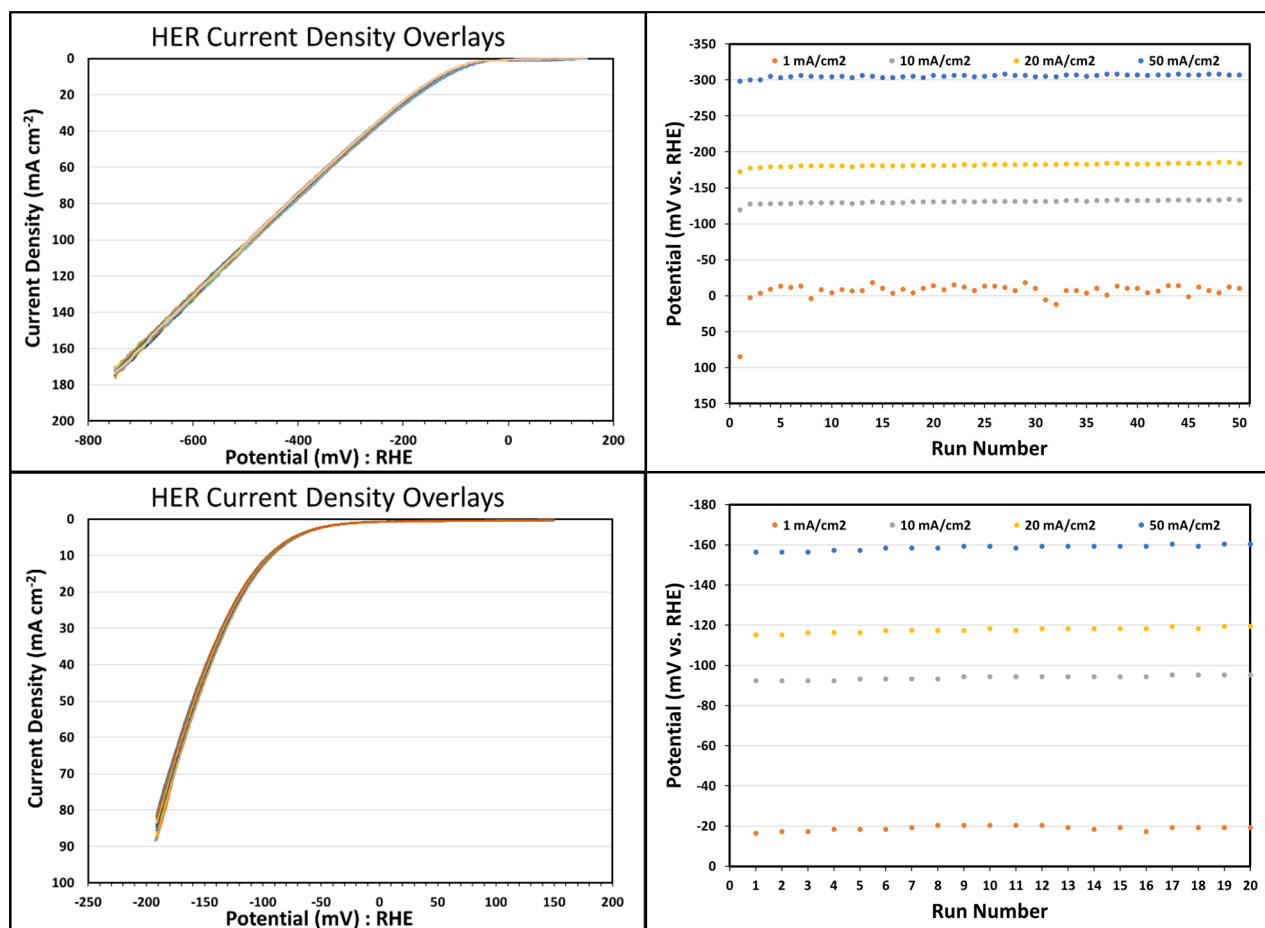 HER Current Density Overlays
Current Density (mA cm-2)
0
20
40
60
80
100
120
140
160
180
200
-800 -600 -400 -200 0 200
Potential (mV) : RHE
1 mA/cm2 10 mA/cm2 20 mA/cm2 50 mA/cm2
Potential (mV vs. RHE)
-350
-300
-250
-200
-150
-100
-50
0
50
100
150
0 5 10 15 20 25 30 35 40 45 50
Run Number
HER Current Density Overlays
Current Density (mA cm-2)
0
10
20
30
40
50
60
70
80
90
100
-250 -200 -150 -100 -50 0 50 100 150
Potential (mV) : RHE
1 mA/cm2 10 mA/cm2 20 mA/cm2 50 mA/cm2
Potential (mV vs. RHE)
-180
-160
-140
-120
-100
-80
-60
-40
-20
0
0 1 2 3 4 5 6 7 8 9 10 11 12 13 14 15 16 17 18 19 20
Run Number